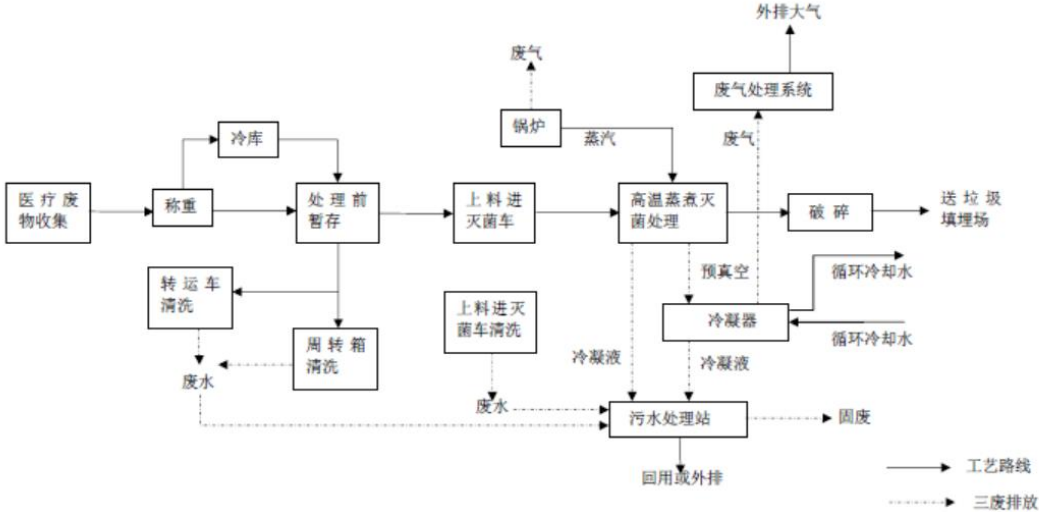 外排大气
废气
废气处理系统
锅炉
蒸汽
废气
冷库
医疗废
物收集
称重
处理前
暂存
上料进
灭菌车
高温蒸煮灭
菌处理
破碎
送垃圾
填埋场
预真空
循环冷却水
转运车
清洗
上料进灭
菌车清洗
冷凝器
循环冷却水
周转箱
清洗
冷凝液
冷凝液
废水
废水
污水处理站
固废
回用或外排
工艺路线
三废排放